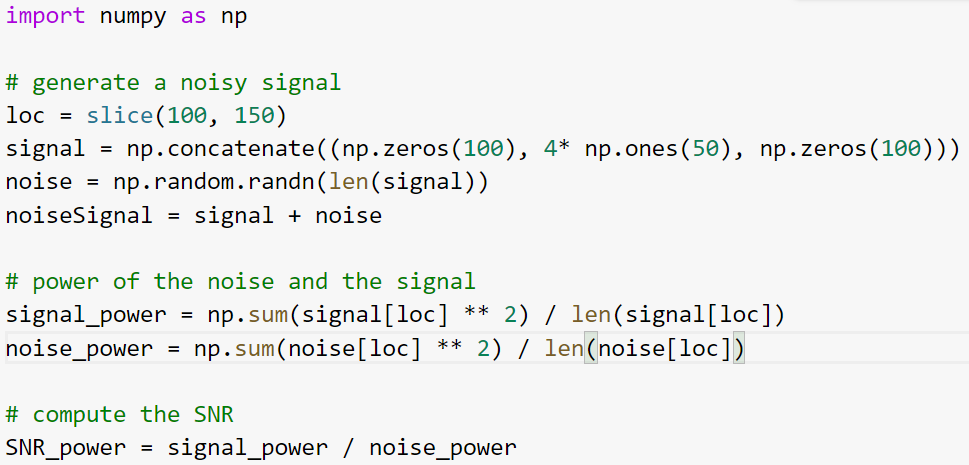 import numpy as np
# generate a noisy signal
loc = slice(100, 150)
signal = np.concatenate((np.zeros(100), 4* np.ones(50), np.zeros(100)))
noise = np.random.randn(len(signal))
noiseSignal = signal + noise
# power of the noise and the signal
signal_power = np.sum(signal[loc] ** 2) / len(signal[loc])
noise_power = np.sum(noise[loc] ** 2) / len(noise[loc])
# compute the SNR
SNR_power = signal_power / noise_power